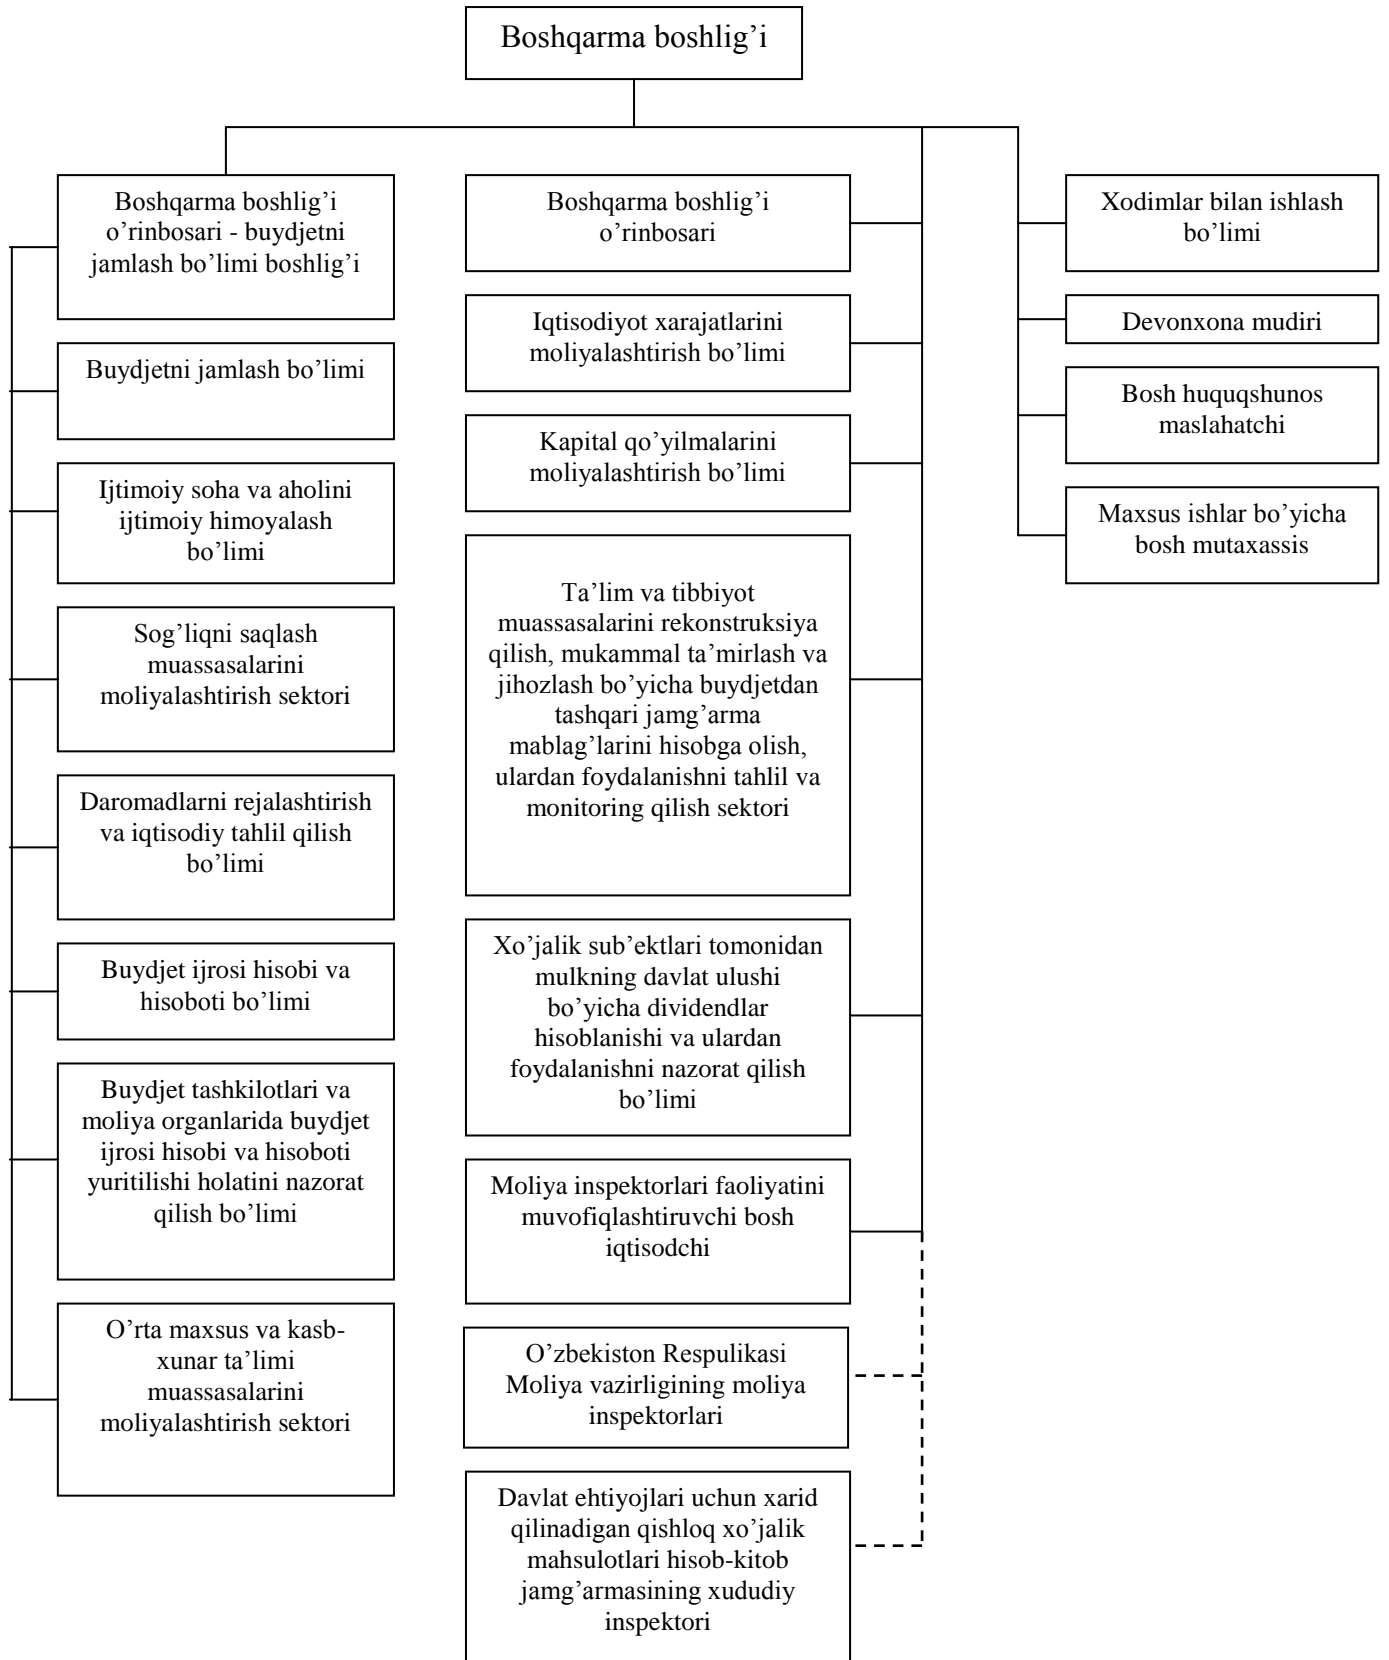 Boshqarma boshlig’i
Boshqarma boshlig’i
o’rinbosari - buydjetni
jamlash bo’limi boshlig’i
Buydjetni jamlash bo’limi
Ijtimoiy soha va aholini
ijtimoiy himoyalash
bo’limi
Sog’liqni saqlash
muassasalarini
moliyalashtirish sektori
Daromadlarni rejalashtirish
va iqtisodiy tahlil qilish
bo’limi
Buydjet ijrosi hisobi va
hisoboti bo’limi
Buydjet tashkilotlari va
moliya organlarida buydjet
ijrosi hisobi va hisoboti
yuritilishi holatini nazorat
qilish bo’limi
O’rta maxsus va kasb-
xunar ta’limi
muassasalarini
moliyalashtirish sektori
Boshqarma boshlig’i
o’rinbosari
Iqtisodiyot xarajatlarini
moliyalashtirish bo’limi
Kapital qo’yilmalarini
moliyalashtirish bo’limi
Ta’lim va tibbiyot
muassasalarini rekonstruksiya
qilish, mukammal ta’mirlash va
jihozlash bo’yicha buydjetdan
tashqari jamg’arma
mablag’larini hisobga olish,
ulardan foydalanishni tahlil va
monitoring qilish sektori
Xo’jalik sub’ektlari tomonidan
mulkning davlat ulushi
bo’yicha dividendlar
hisoblanishi va ulardan
foydalanishni nazorat qilish
bo’limi
Moliya inspektorlari faoliyatini
muvofiqlashtiruvchi bosh
iqtisodchi
O’zbekiston Respulikasi
Moliya vazirligining moliya
inspektorlari
Davlat ehtiyojlari uchun xarid
qilinadigan qishloq xo’jalik
mahsulotlari hisob-kitob
jamg’armasining xududiy
inspektori
Xodimlar bilan ishlash
bo’limi
Devonxona mudiri
Bosh huquqshunos
maslahatchi
Maxsus ishlar bo’yicha
bosh mutaxassis